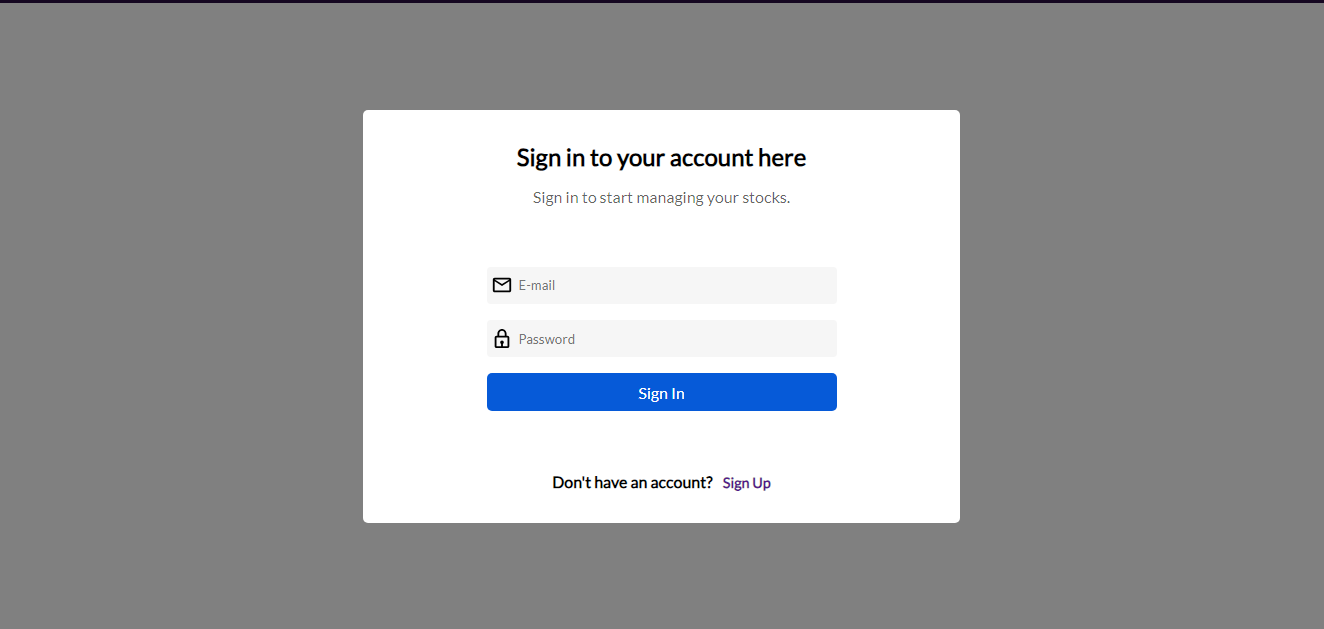 Sign in to your account here
Sign in to start managing your stocks.
E-mail
Password
Sign In
Don't have an account? Sign Up